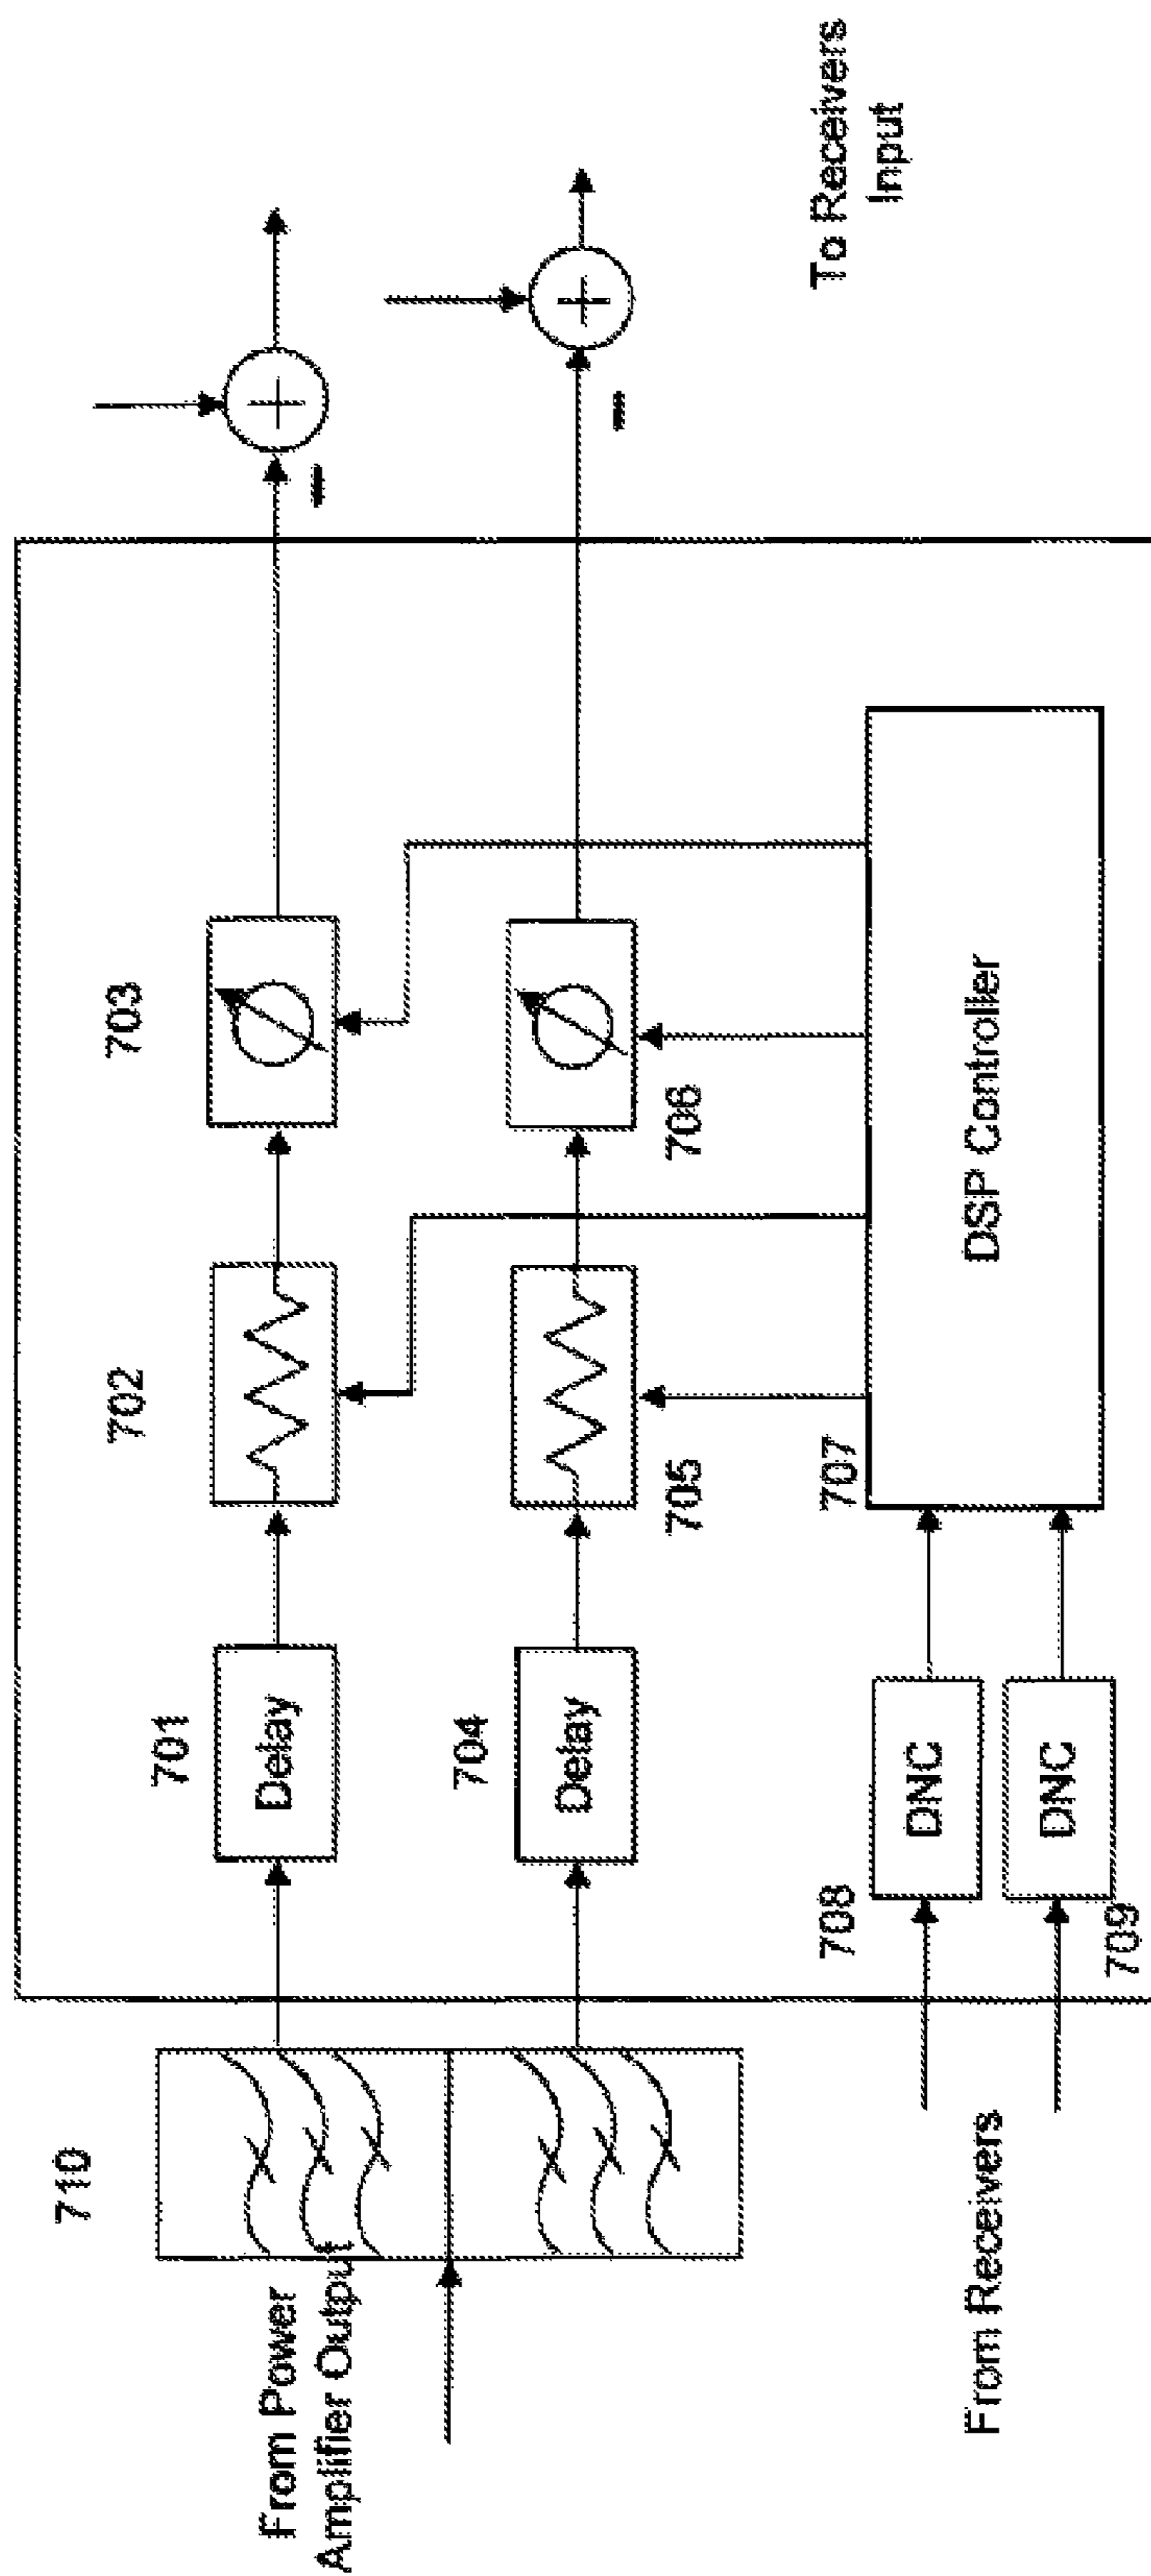 710
From Power
Amplifier Output
701
Delay
702
703
704
Delay
705
706
707
DSP Controller
708
DNC
DNC
709
From Receivers
To Receivers
Input